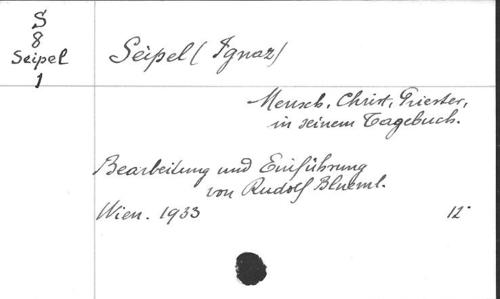 S
8
Seipel
1
Seipel (Ignaz)
Mensch, Christ, Priester,
in seinem Tagebuch.
Bearbeitung und Einführung
von Rudolf Blueml.
Wien. 1933 12°